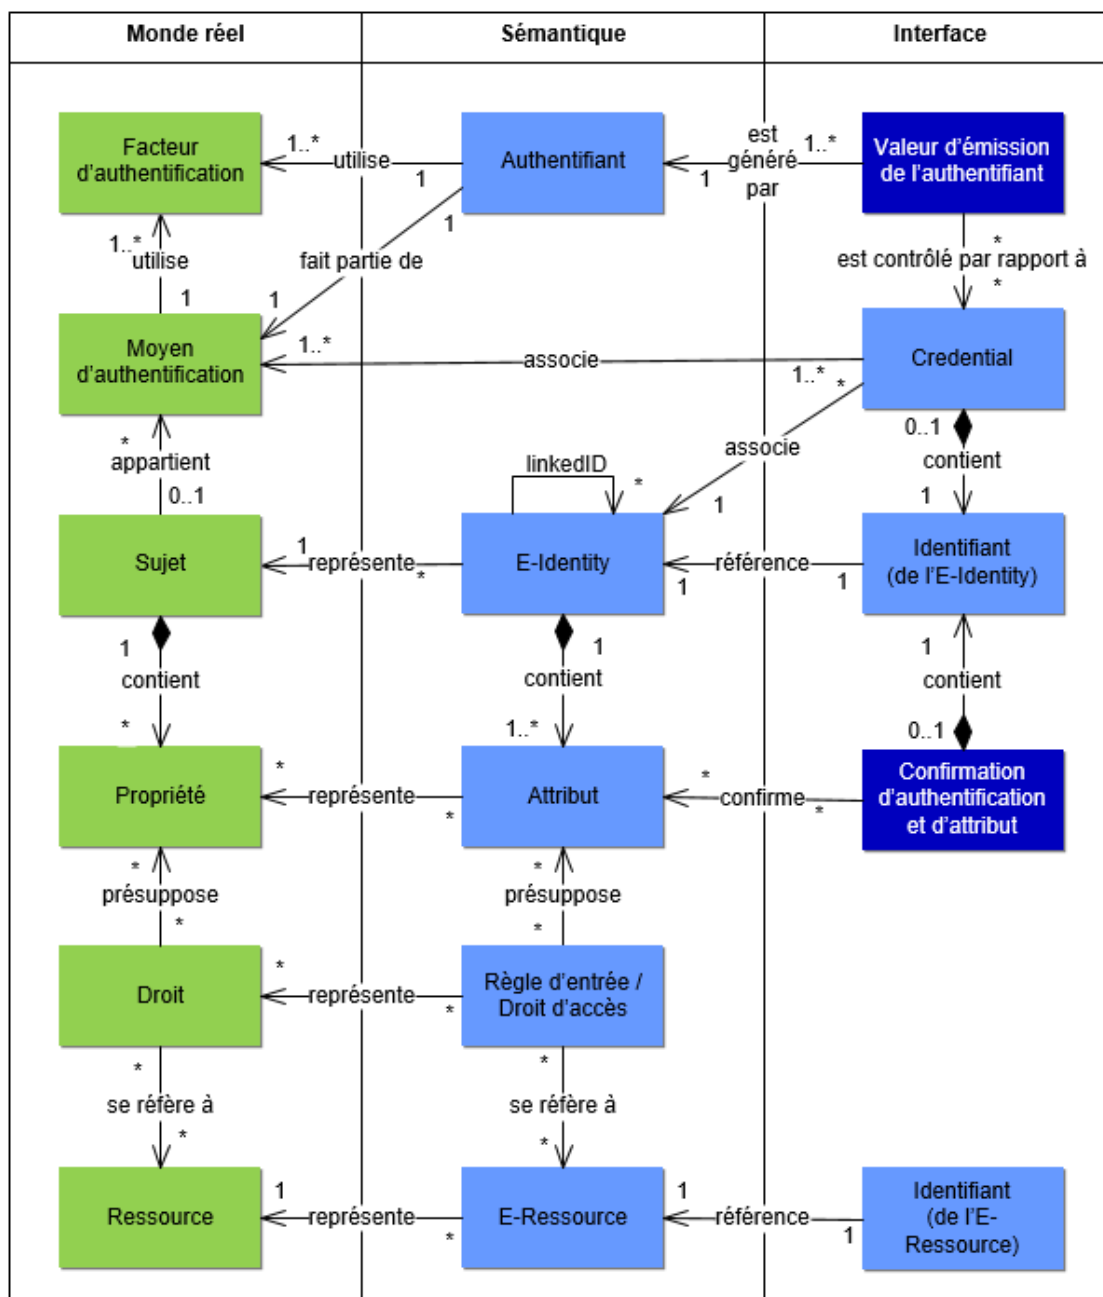 Monde réel
Sémantique
Interface
Facteur
d'authentification
1..*
utilise
1
Authentifiant
1
est
généré
par
1..*
Valeur d'émission
de l'authentifiant
1..*
utilise
1
fait partie de
1
1
*
est contrôlé par rapport à
*
Moyen
d'authentification
1..*
associe
1..*
Credential
*
associe
1
*
appartient
0..1
linkedID
*
0..1
contient
1
Sujet
1
représente
*
E-Identity
1
référence
1
Identifiant
(de l'E-Identity)
1
contient
*
1
contient
1..*
1
contient
0..1
Propriété
*
représente
*
Attribut
*
confirme
*
Confirmation
d'authentification
et d'attribut
*
présuppose
*
*
présuppose
*
Droit
*
représente
*
Règle d'entrée /
Droit d'accès
*
se réfère à
*
*
se réfère à
*
Ressource
1
représente
*
E-Ressource
1
référence
1
Identifiant
(de l'E-
Ressource)